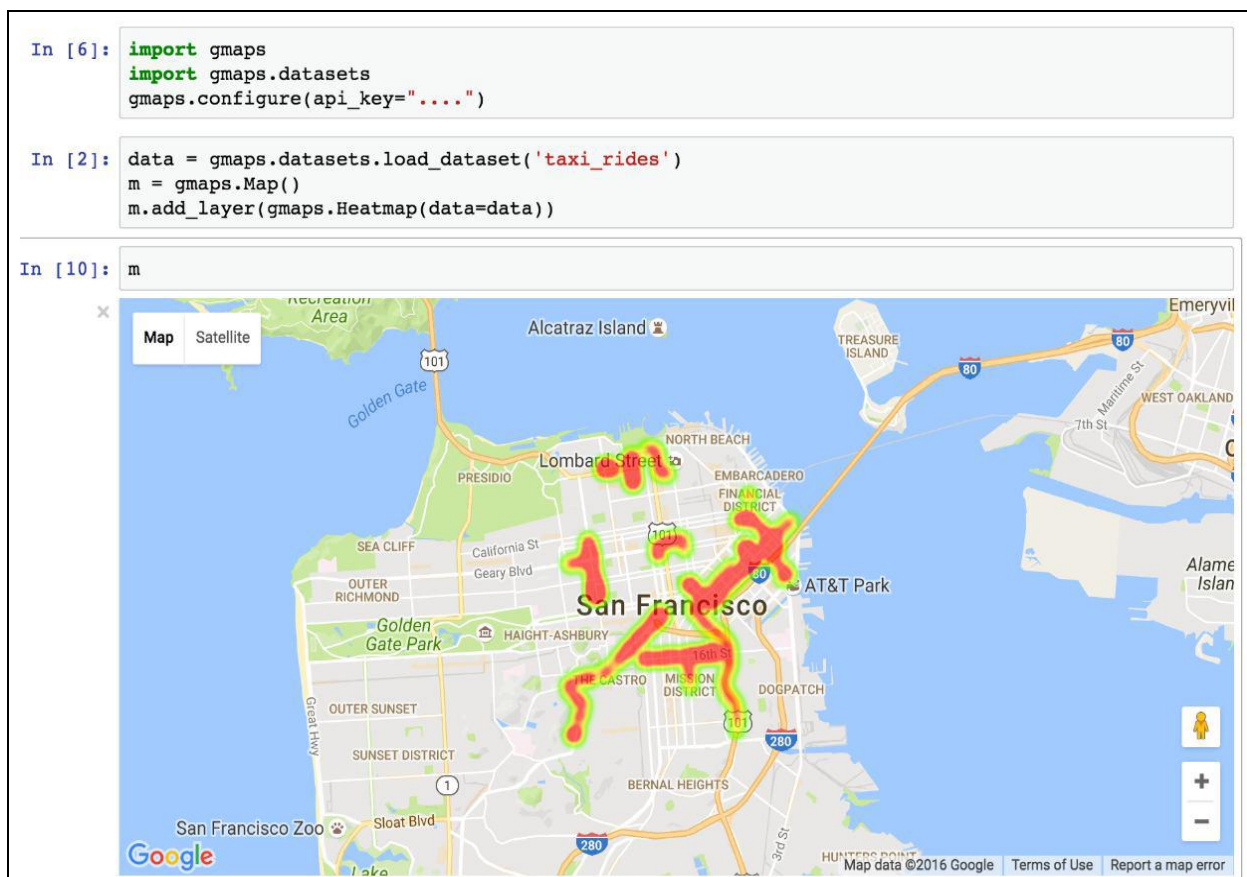 In [6]: import gmaps
import gmaps.datasets
gmaps.configure(api_key="....")
In [2]: data = gmaps.datasets.load_dataset('taxi_rides')
m = gmaps.Map()
m.add_layer(gmaps.Heatmap(data=data))
In [10]: m
×
Recreation
Area
Map Satellite
Alcatraz Island
Emeryvil
TREASURE
ISLAND
80
80
101
Golden Gate
Maritime St
WEST OAKLAND
7th St
NORTH BEACH
Lombard Street
PRESIDIO
EMBARCADERO
FINANCIAL
DISTRICT
101
SEA CLIFF
California St
Geary Blvd
80
AT&T Park
Alame
Islan
OUTER
RICHMOND
San Francisco
Golden
Gate Park
HAIGHT-ASHBURY
16th St
THE CASTRO
MISSION
DISTRICT
DOGPATCH
Great Hwy
OUTER SUNSET
101
280
SUNSET DISTRICT
1
BERNAL HEIGHTS
+
−
San Francisco Zoo
Sloat Blvd
280
3rd St
Google
Lake
HUNTERS POINT
Map data ©2016 Google Terms of Use Report a map error